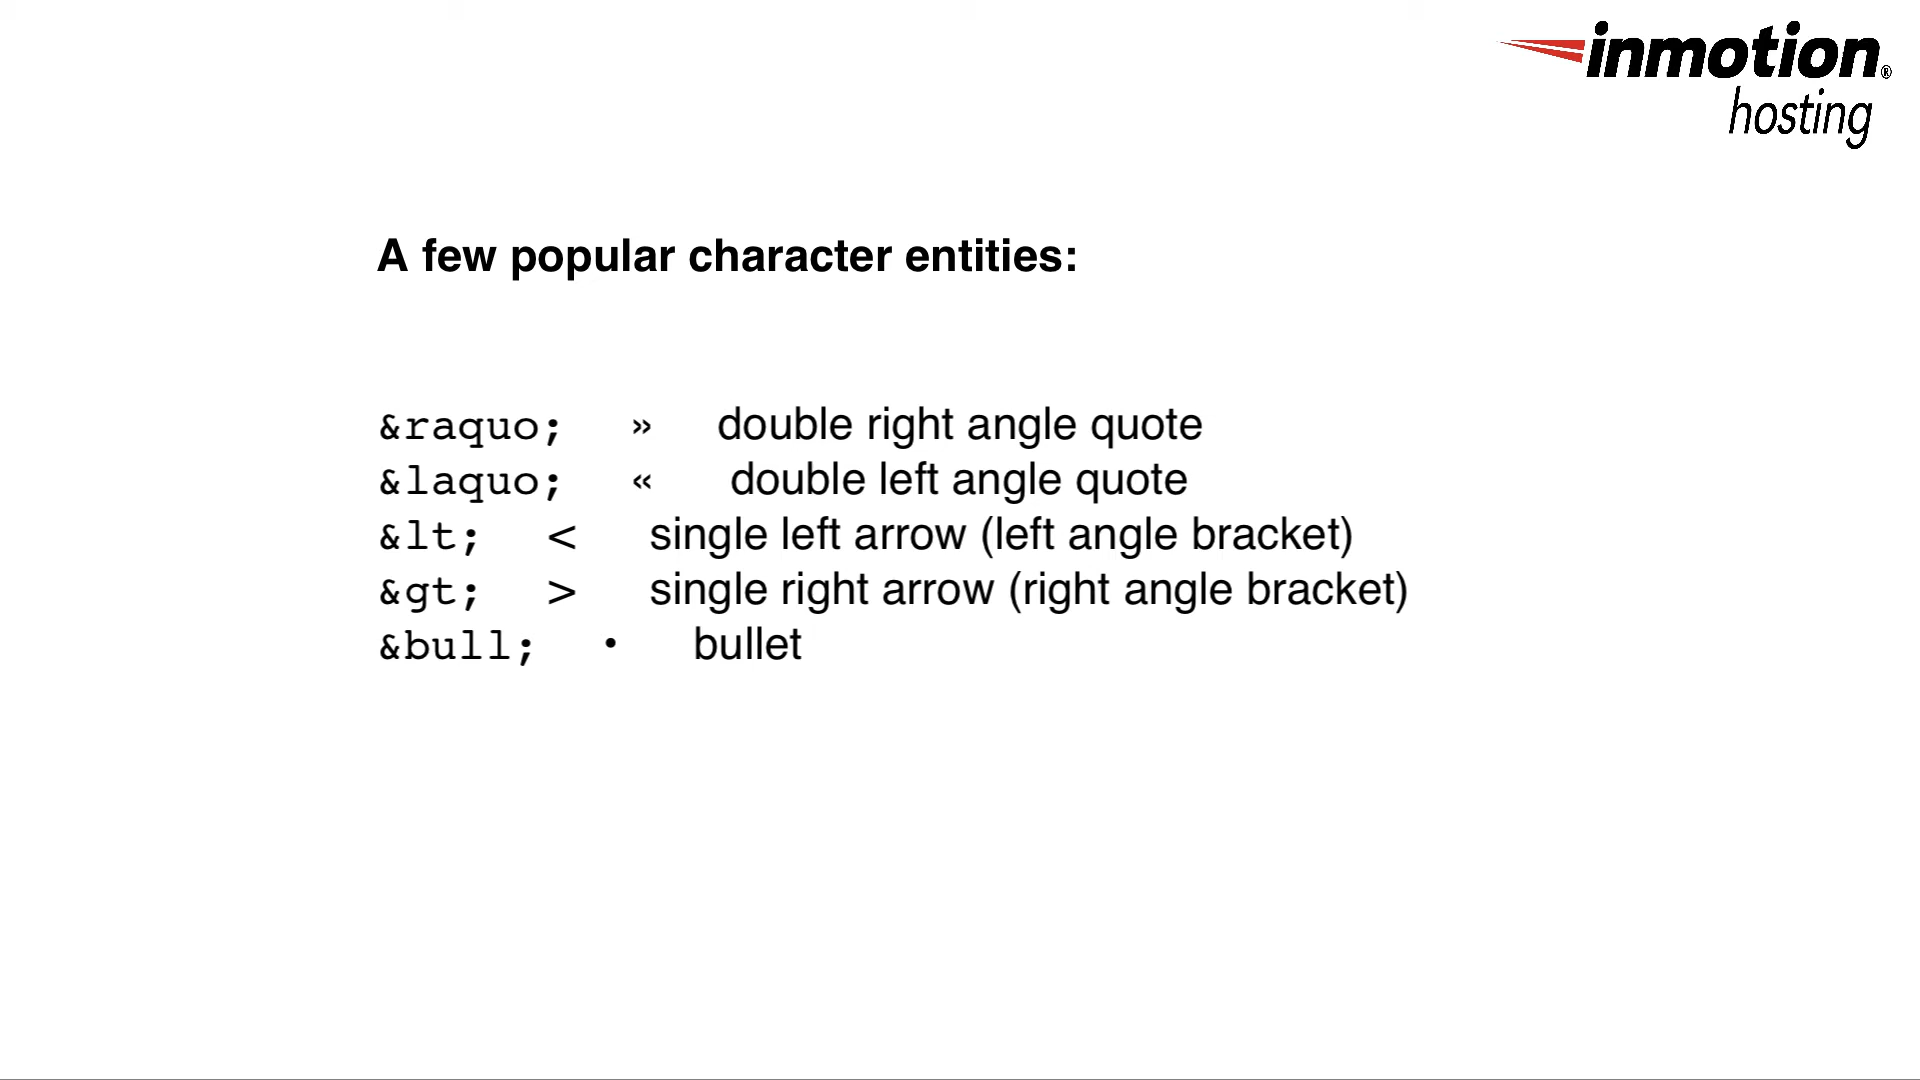 inmotion®
hosting
A few popular character entities:
&raquo; » double right angle quote
&laquo; « double left angle quote
&lt; < single left arrow (left angle bracket)
&gt; > single right arrow (right angle bracket)
&bull; • bullet